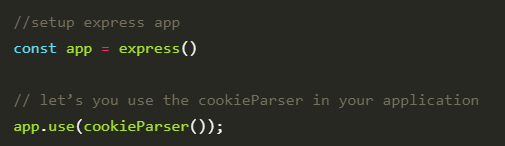 //setup express app
const app = express()
// let’s you use the cookieParser in your application
app.use(cookieParser());